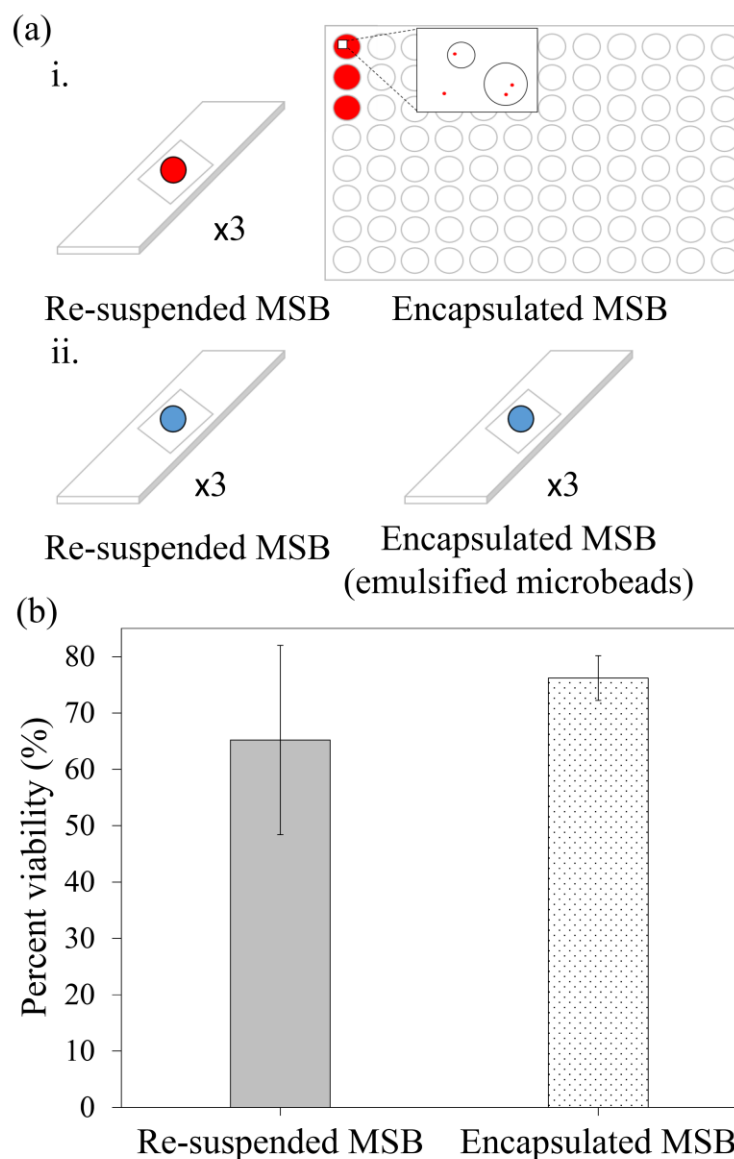 (a)
i.
x3
Re-suspended MSB
Encapsulated MSB
ii.
x3
x3
Re-suspended MSB
Encapsulated MSB
(emulsified microbeads)
(b)
Percent viability (%)
80
70
60
50
40
30
20
10
0
Re-suspended MSB
Encapsulated MSB